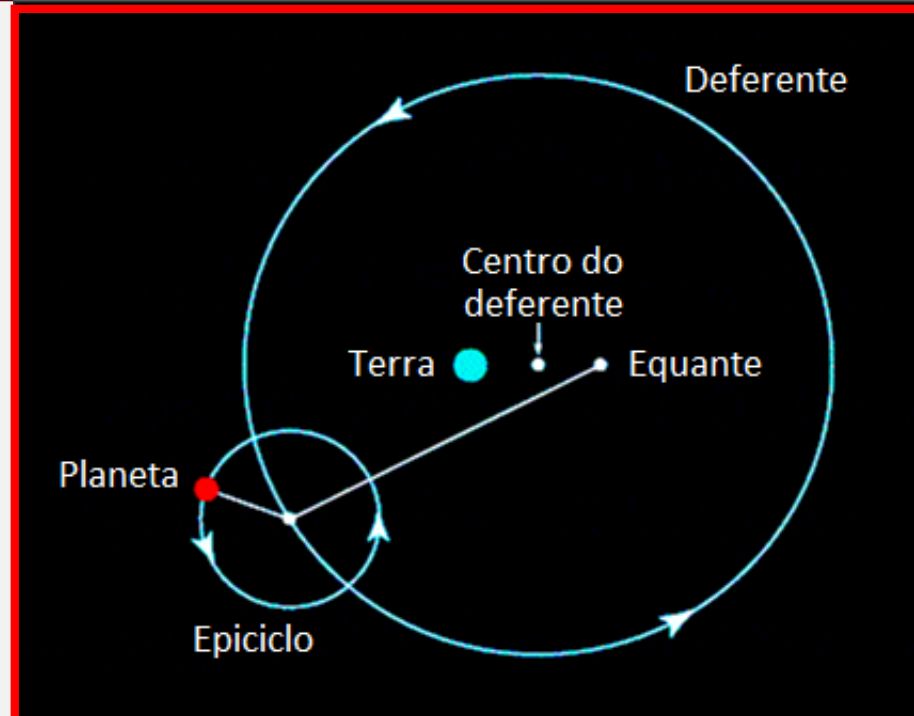 Deferente
Centro do
deferente
Terra
Equante
Planeta
Epiciclo